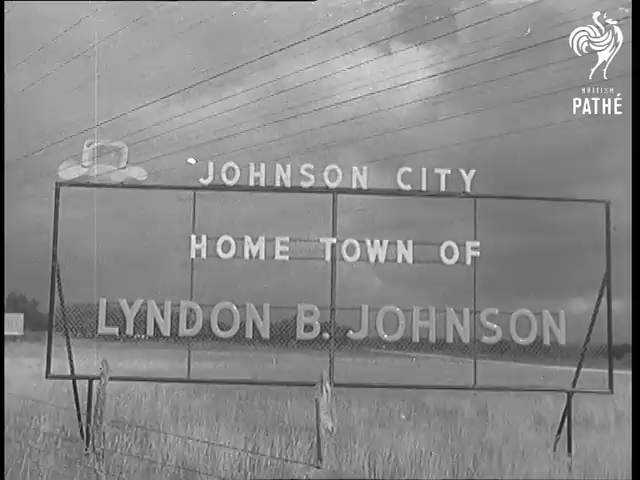 BRITISH
PATHÉ
JOHNSON CITY
HOME TOWN OF
LYNDON B. JOHNSON